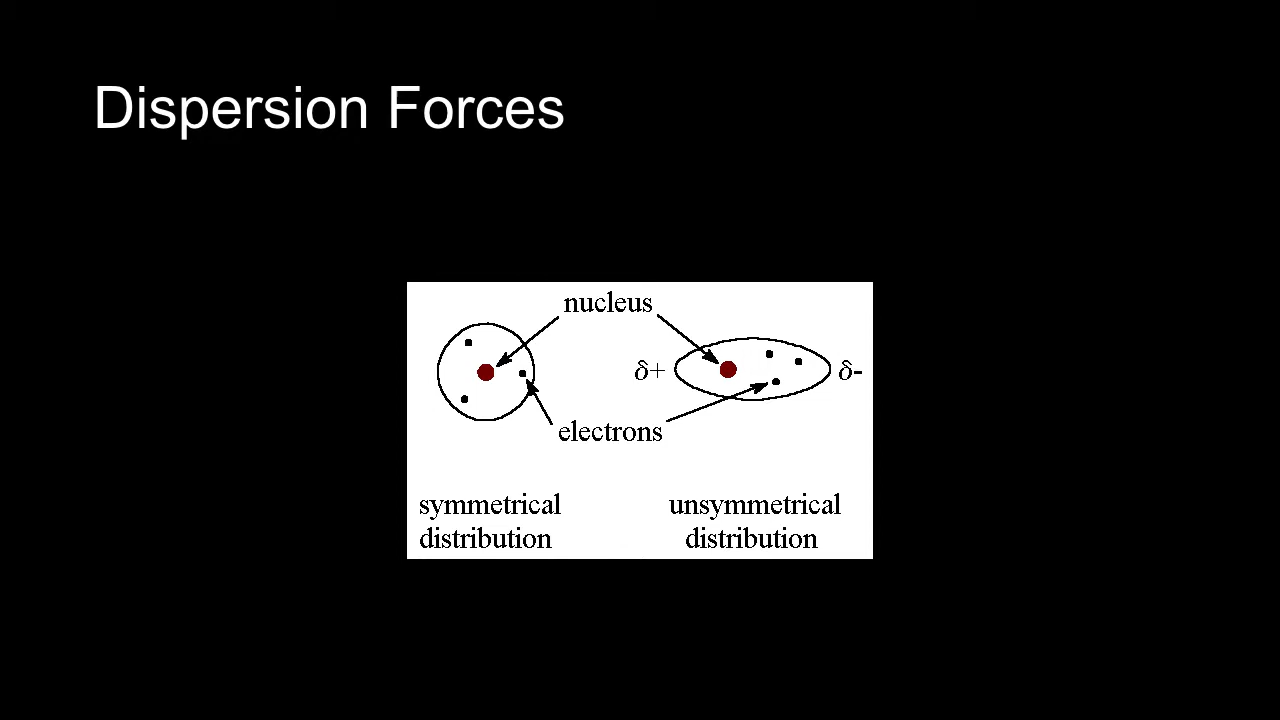 Dispersion Forces
nucleus
δ+
δ-
electrons
symmetrical
distribution
unsymmetrical
distribution